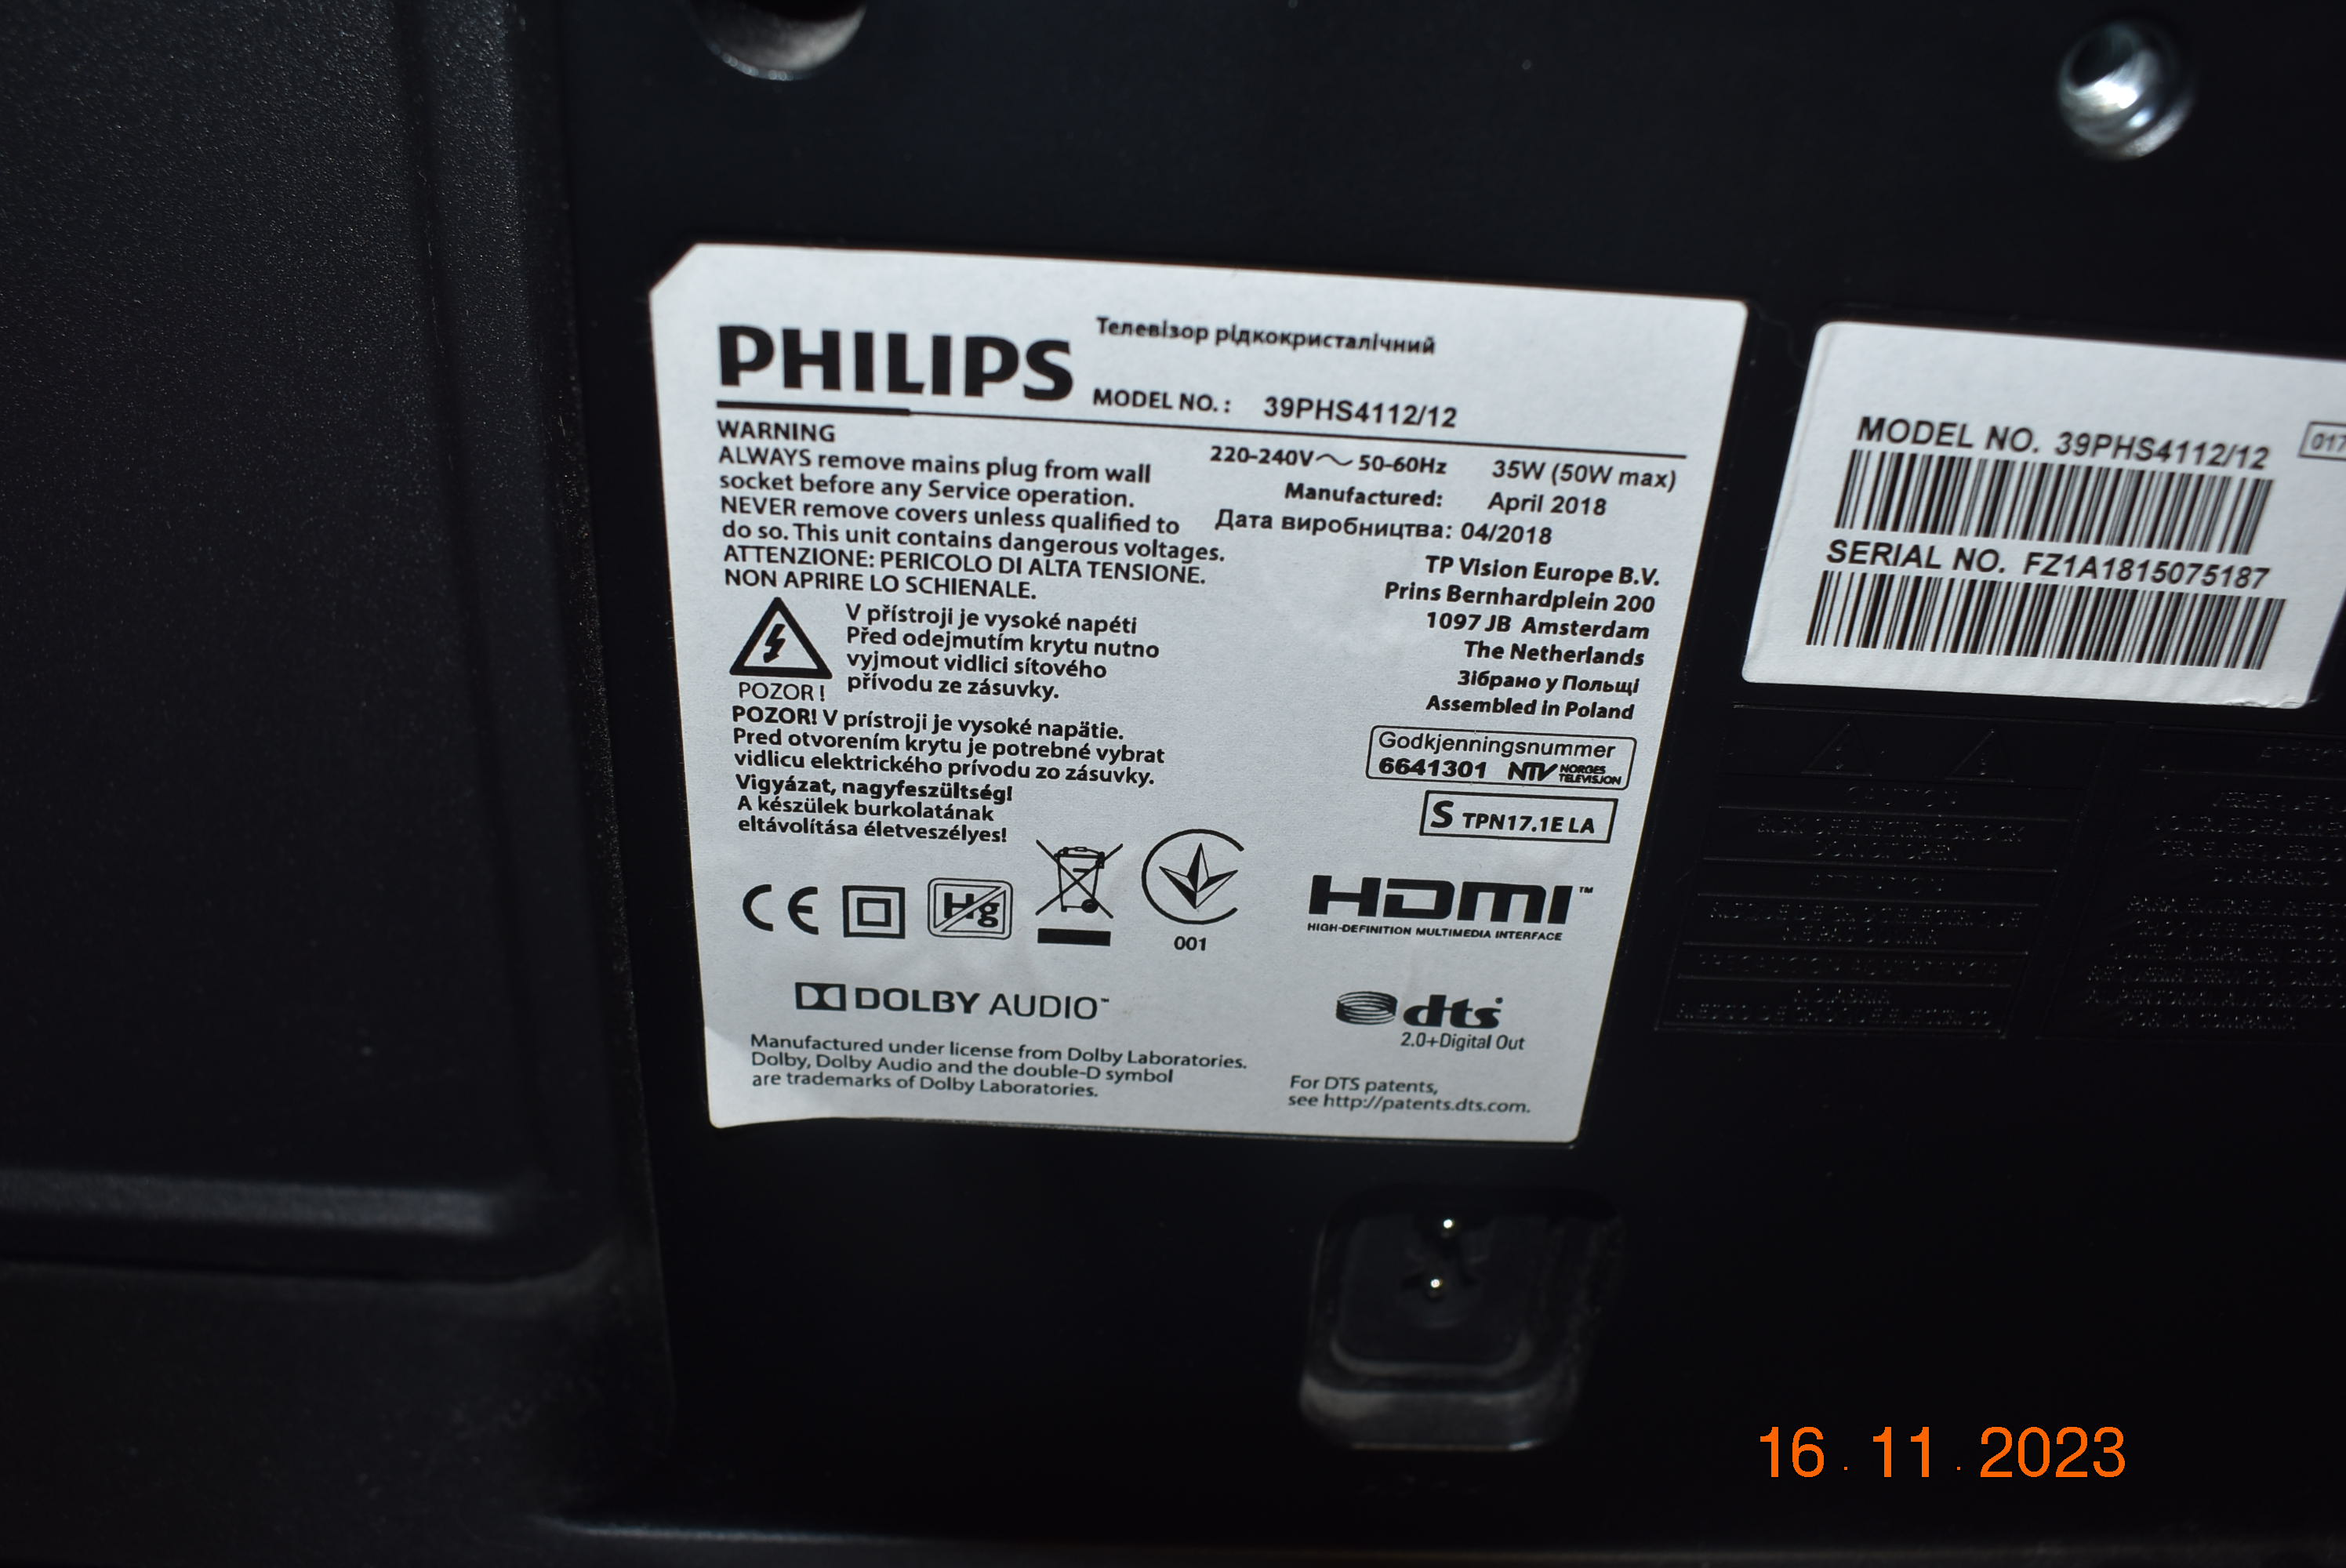 Телевізор рідкокристалічний
PHILIPS
MODEL NO.: 39PHS4112/12
WARNING
ALWAYS remove mains plug from wall
socket before any Service operation.
NEVER remove covers unless qualified to
do so. This unit contains dangerous voltages.
ATTENZIONE: PERICOLO DI ALTA TENSIONE.
NON APRIRE LO SCHIENALE.
V přístroji je vysoké napéti
Před odejmutím krytu nutno
vyjmout vidlici sítového
přívodu ze zásuvky.
POZOR !
POZOR! V prístroji je vysoké napätie.
Pred otvorením krytu je potrebné vybrat
vidlicu elektrického prívodu zo zásuvky.
Vigyázat, nagyfeszültség!
A készülek burkolatának
eltávolítása életveszélyes!
220-240V～ 50-60Hz 35W (50W max)
Manufactured: April 2018
Дата виробництва: 04/2018
TP Vision Europe B.V.
Prins Bernhardplein 200
1097 JB Amsterdam
The Netherlands
Зібрано у Польщі
Assembled in Poland
Godkjenningsnummer
6641301 NTV NORGES TELEVISJON
S TPN17.1E LA
CE Hg
001
HDMI™
HIGH-DEFINITION MULTIMEDIA INTERFACE
DOLBY AUDIO™
Manufactured under license from Dolby Laboratories.
Dolby, Dolby Audio and the double-D symbol
are trademarks of Dolby Laboratories.
dts
2.0+Digital Out
For DTS patents,
see http://patents.dts.com.
MODEL NO. 39PHS4112/12
017
SERIAL NO. FZ1A1815075187
16.11.2023